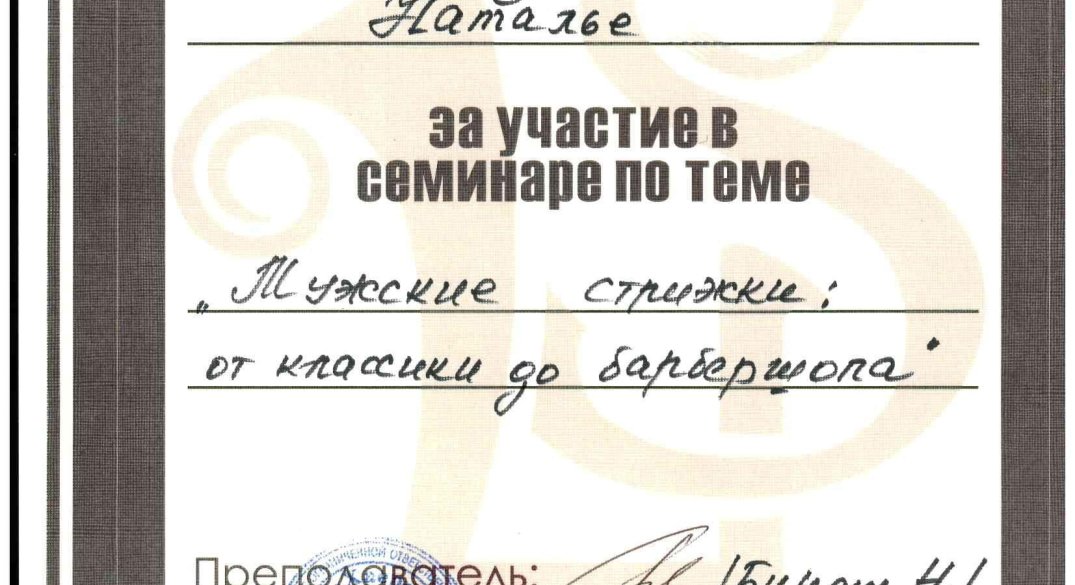 Наталье
за участие в
семинаре по теме
„Мужские стрижки:
от классики до барбершопа"
Преподаватель: